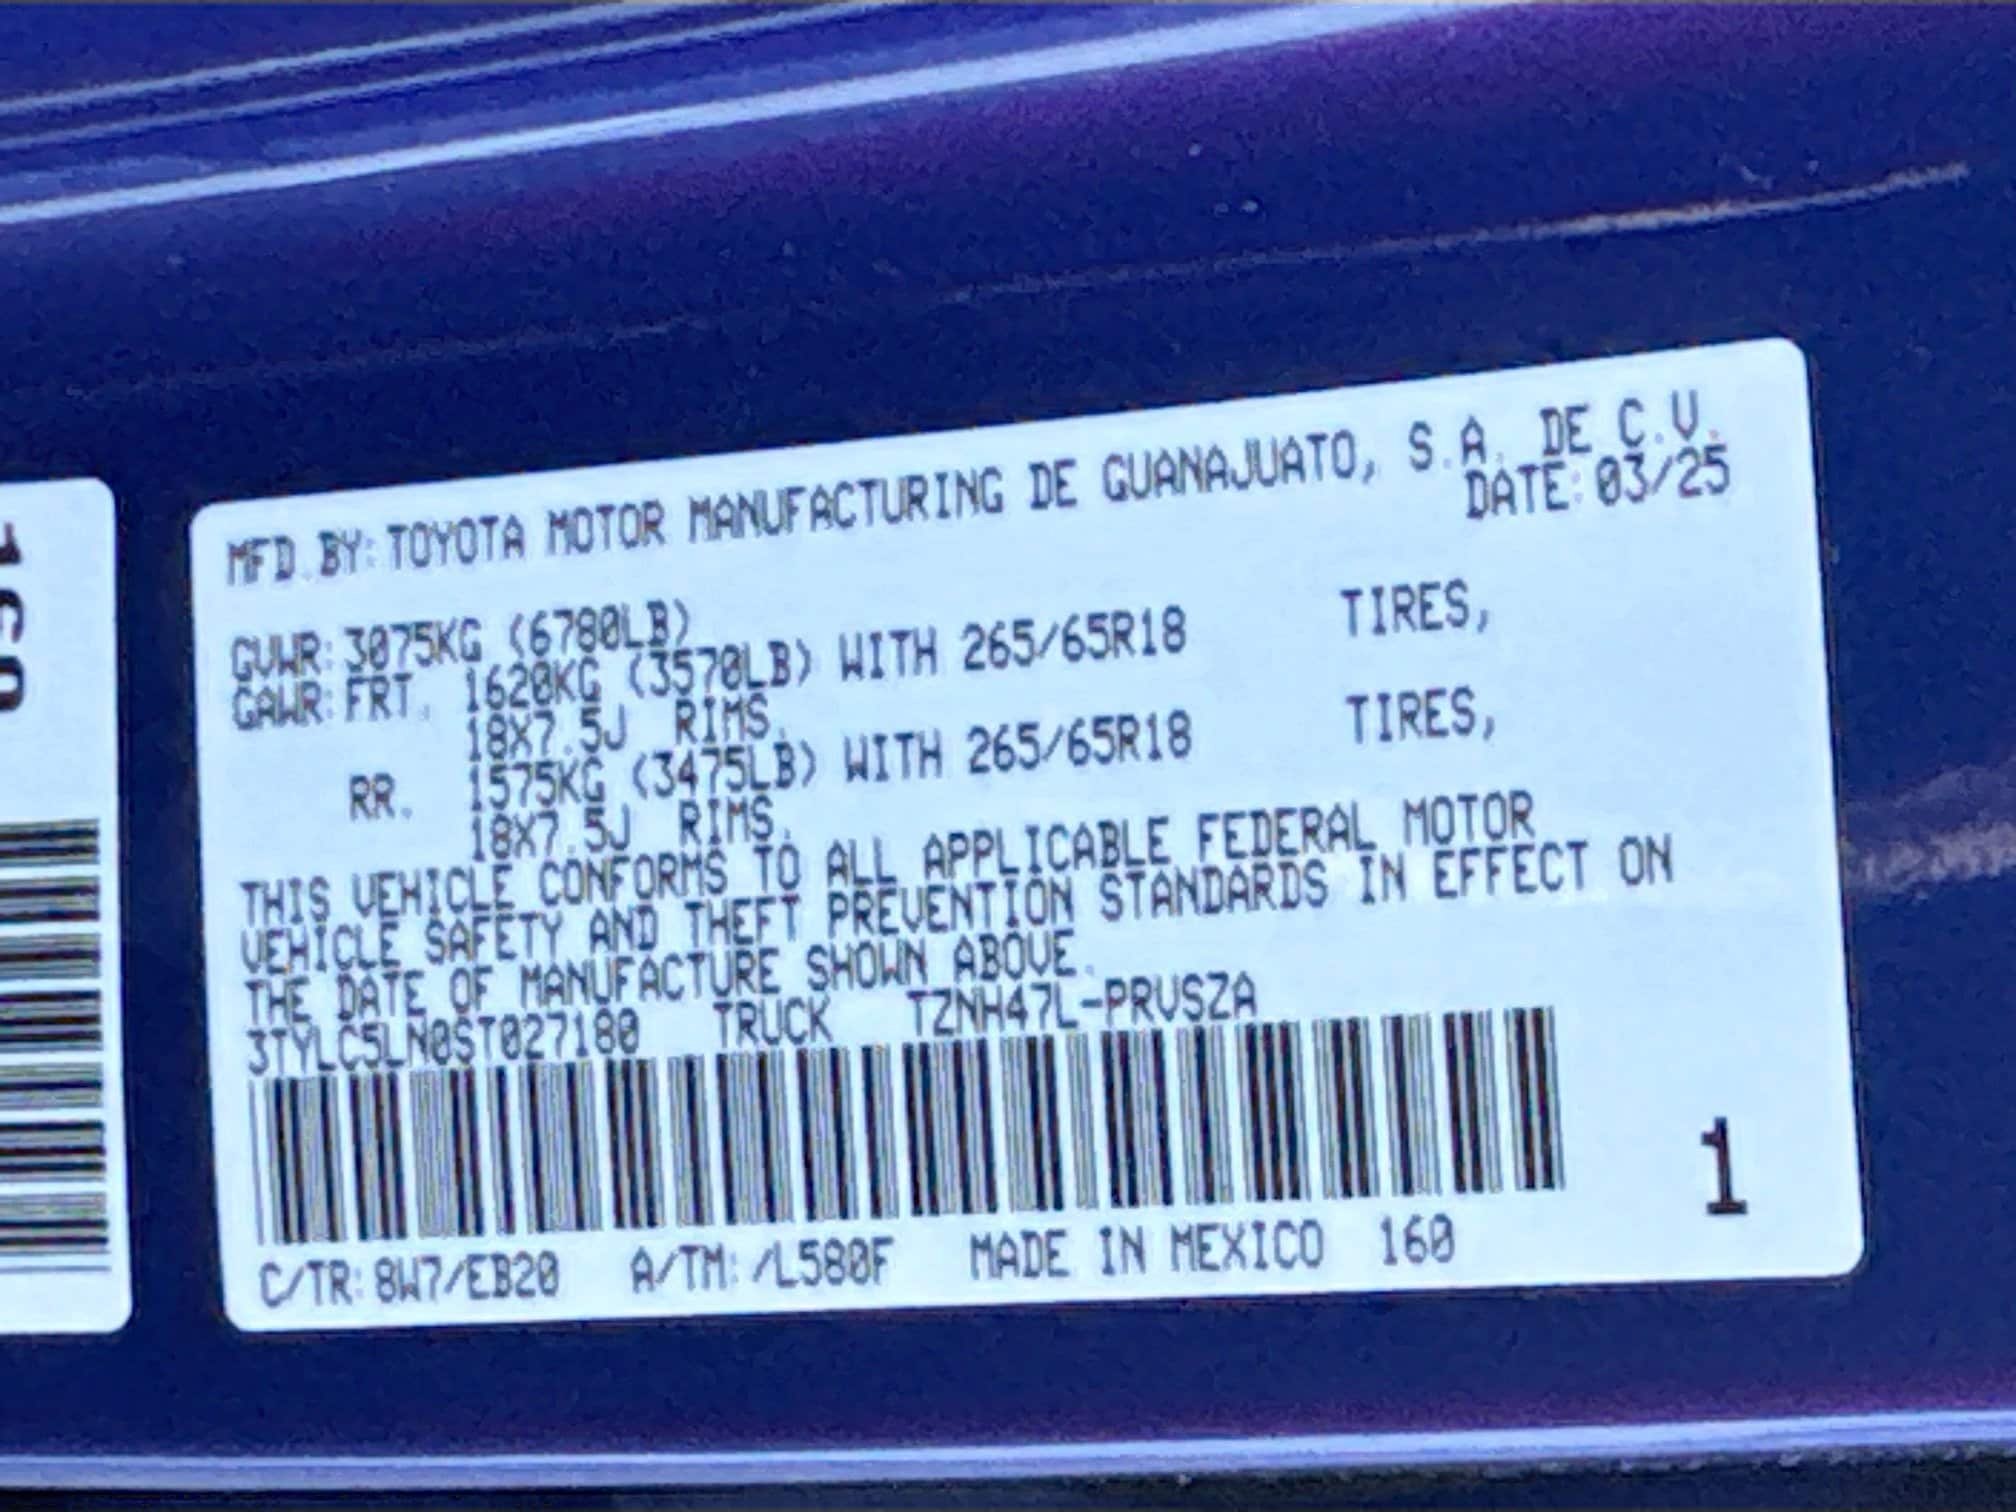 160
MFD.BY:TOYOTA MOTOR MANUFACTURING DE GUANAJUATO, S.A. DE C.V.
DATE:03/25
GVWR:3075KG (6780LB)
GAWR:FRT. 1620KG (3570LB) WITH 265/65R18 TIRES,
18X7.5J RIMS.
RR. 1575KG (3475LB) WITH 265/65R18 TIRES,
18X7.5J RIMS.
THIS VEHICLE CONFORMS TO ALL APPLICABLE FEDERAL MOTOR
VEHICLE SAFETY AND THEFT PREVENTION STANDARDS IN EFFECT ON
THE DATE OF MANUFACTURE SHOWN ABOVE.
3TYLC5LN0ST027180 TRUCK TZNH47L-PRVSZA
1
C/TR:8W7/EB20 A/TM:/L580F MADE IN MEXICO 160